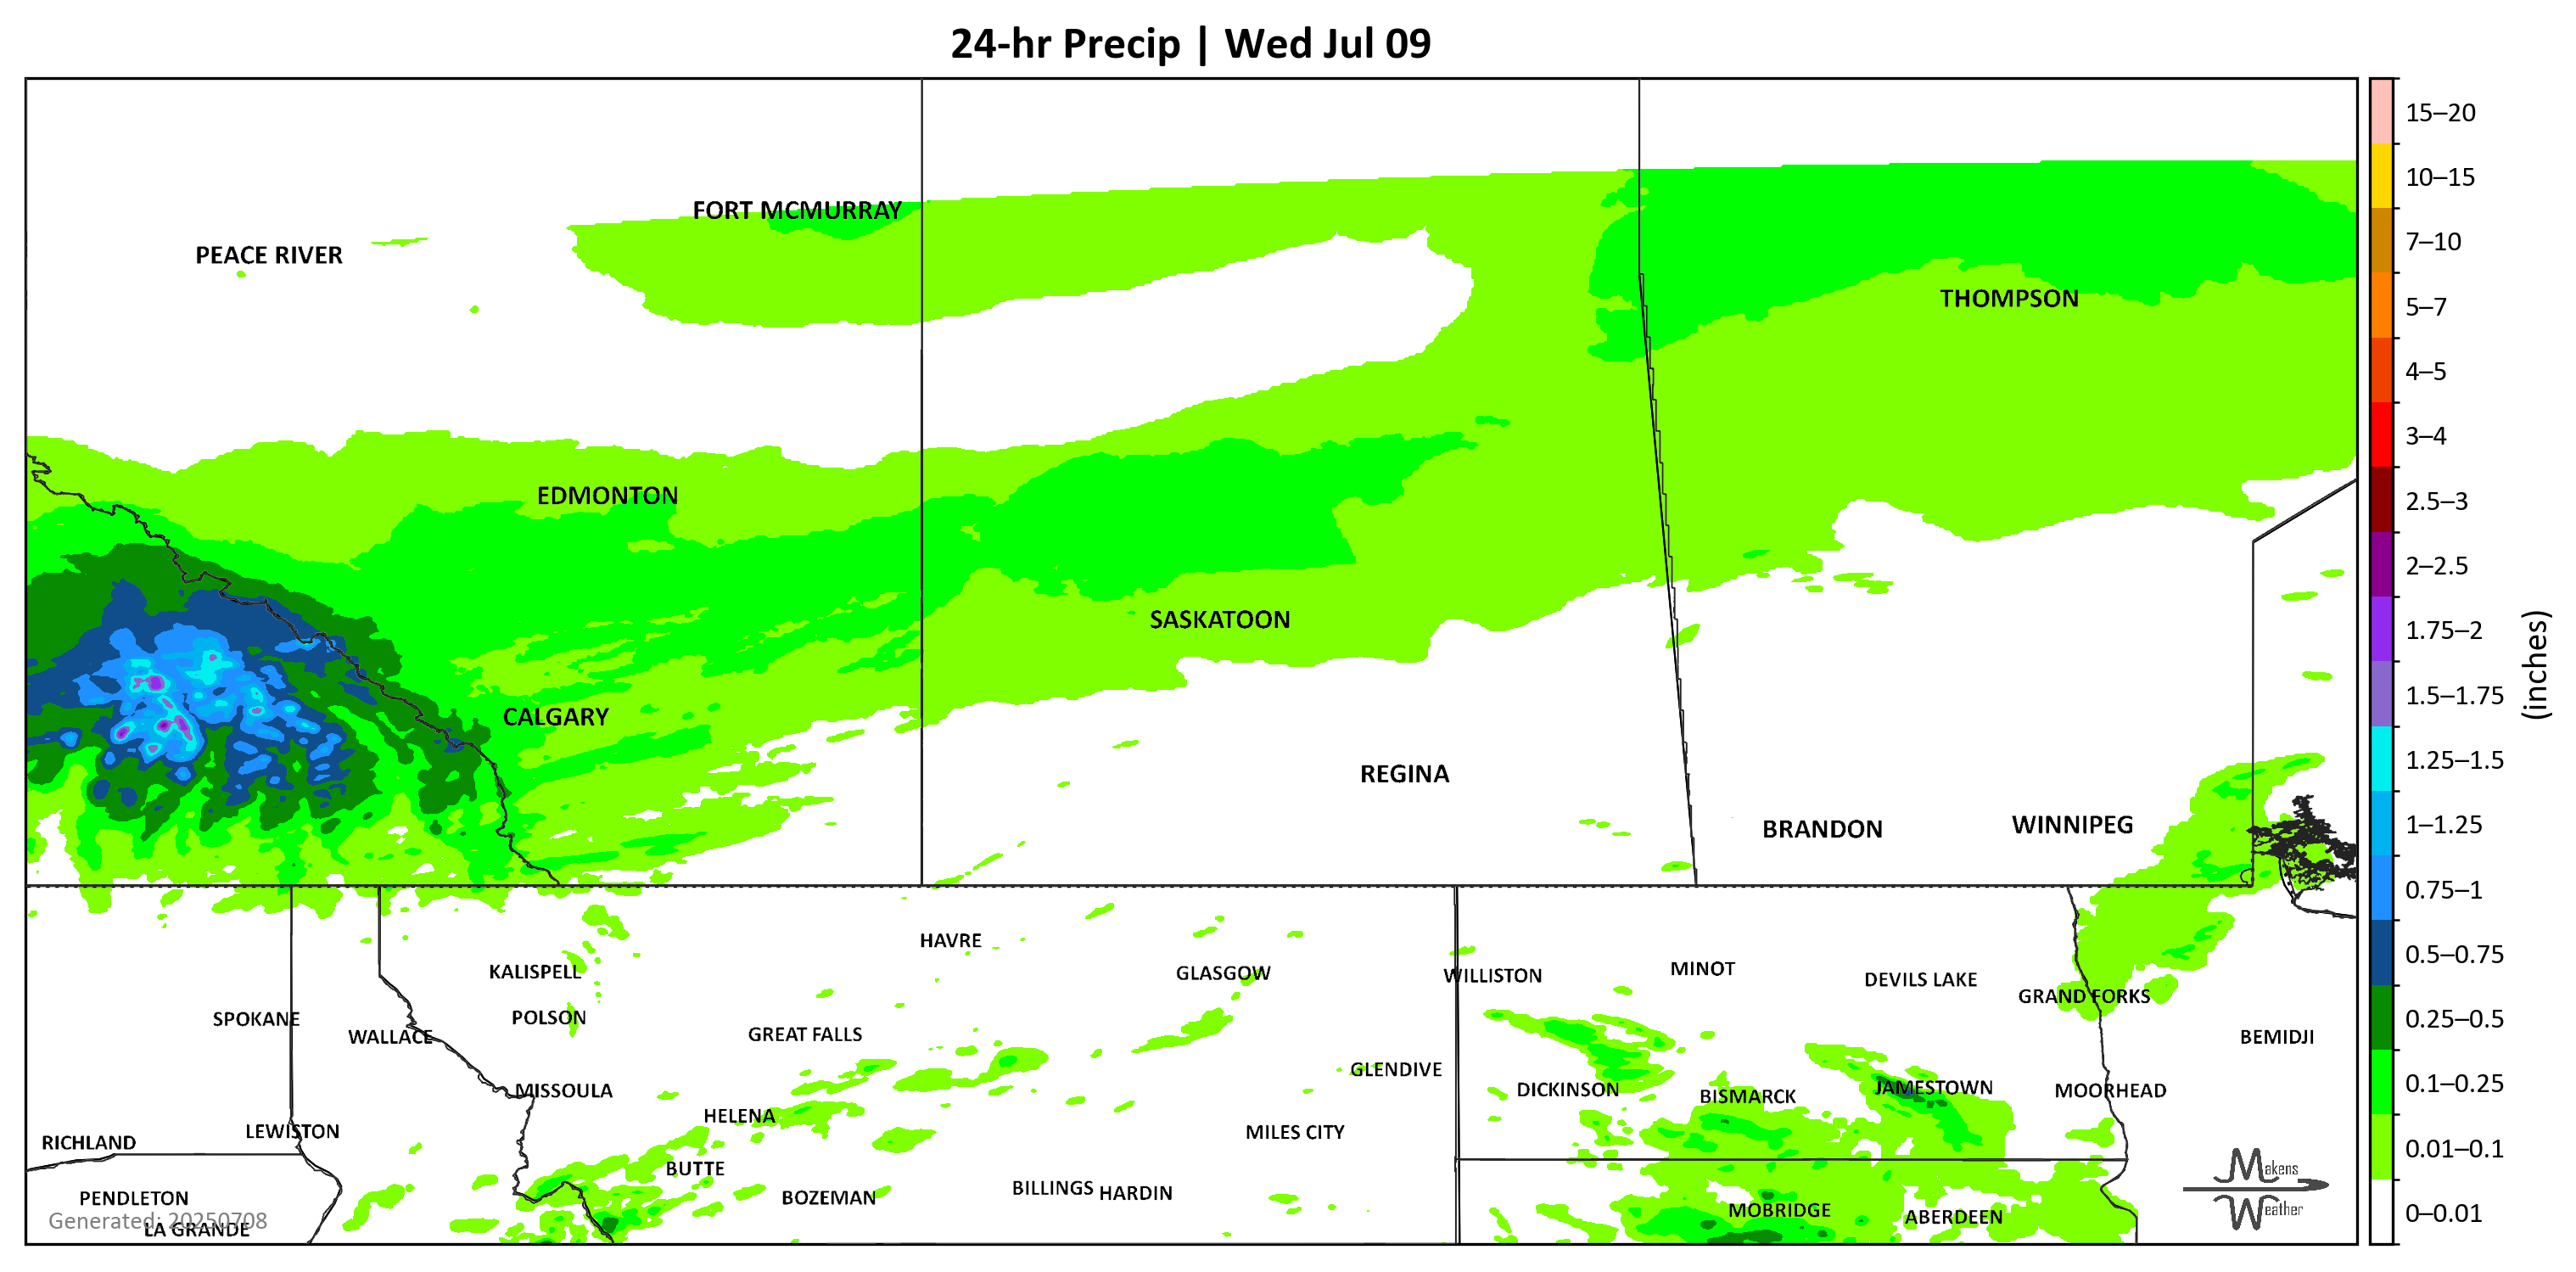 24-hr Precip | Wed Jul 09
FORT MCMURRAY
PEACE RIVER
THOMPSON
EDMONTON
SASKATOON
CALGARY
REGINA
BRANDON
WINNIPEG
HAVRE
KALISPELL
GLASGOW
WILLISTON
MINOT
DEVILS LAKE
GRAND FORKS
SPOKANE
POLSON
WALLACE
GREAT FALLS
BEMIDJI
GLENDIVE
MISSOULA
DICKINSON
BISMARCK
JAMESTOWN
MOORHEAD
HELENA
RICHLAND
LEWISTON
MILES CITY
BUTTE
PENDLETON
BOZEMAN
BILLINGS
HARDIN
MOBRIDGE
ABERDEEN
Generated: 20250708
LA GRANDE
Makens
Weather
15–20
10–15
7–10
5–7
4–5
3–4
2.5–3
2–2.5
1.75–2
1.5–1.75
1.25–1.5
1–1.25
0.75–1
0.5–0.75
0.25–0.5
0.1–0.25
0.01–0.1
0–0.01
(inches)